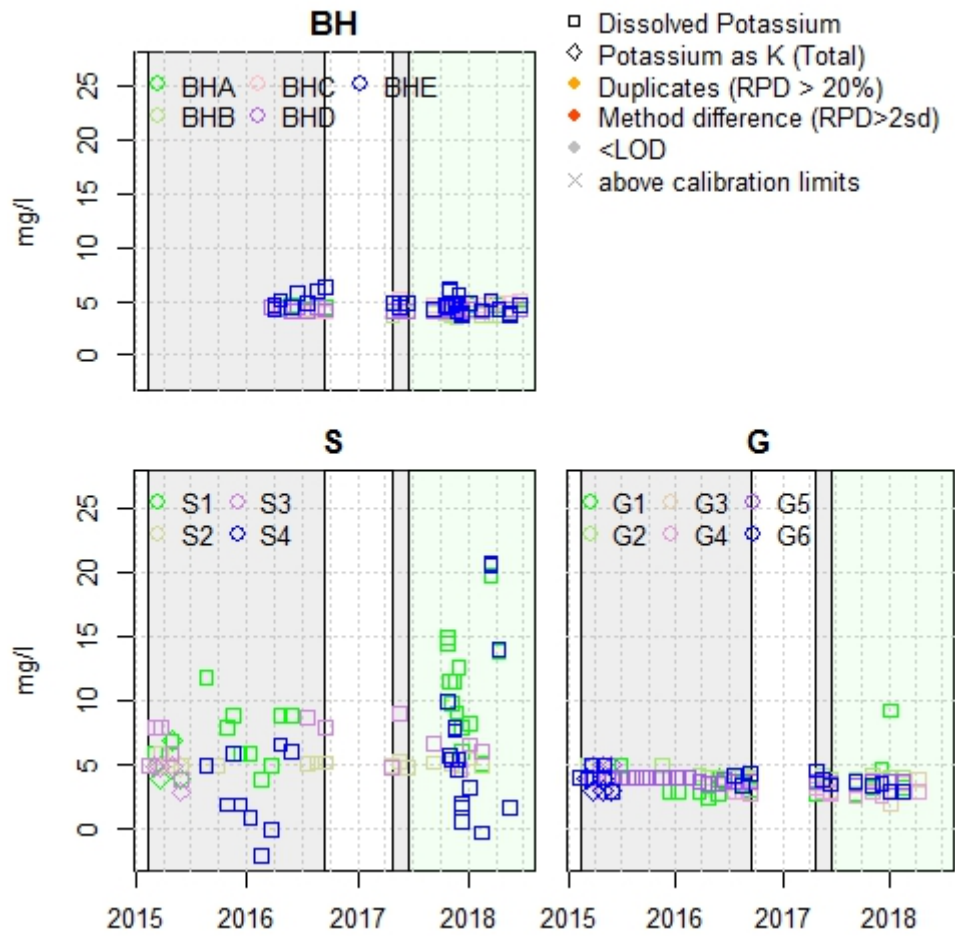 BH
Dissolved Potassium
Potassium as K (Total)
Duplicates (RPD > 20%)
Method difference (RPD>2sd)
<LOD
above calibration limits
BHA BHC BHE
BHB BHD
25
20
15
10
5
0
mg/l
S
S1 S3
S2 S4
25
20
15
10
5
0
mg/l
2015 2016 2017 2018
G
G1 G3 G5
G2 G4 G6
2015 2016 2017 2018